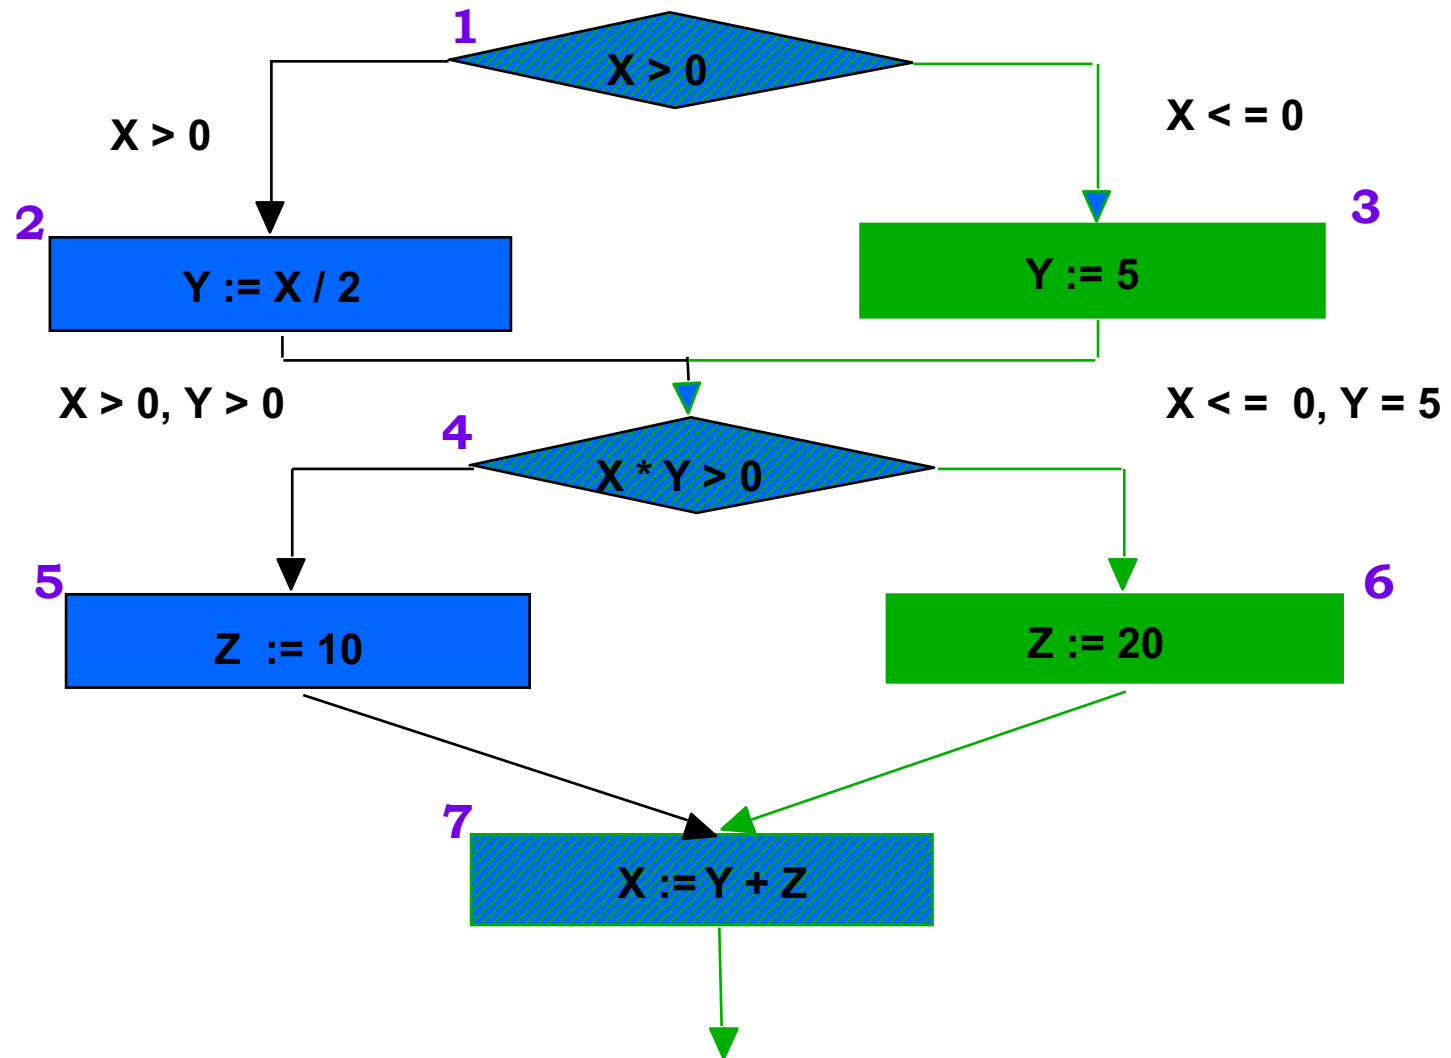 1
X > 0
X > 0
X < = 0
2
3
Y := X / 2
Y := 5
X > 0, Y > 0
X < =  0, Y = 5
4
X * Y > 0
5
6
Z  := 10
Z := 20
7
X := Y + Z